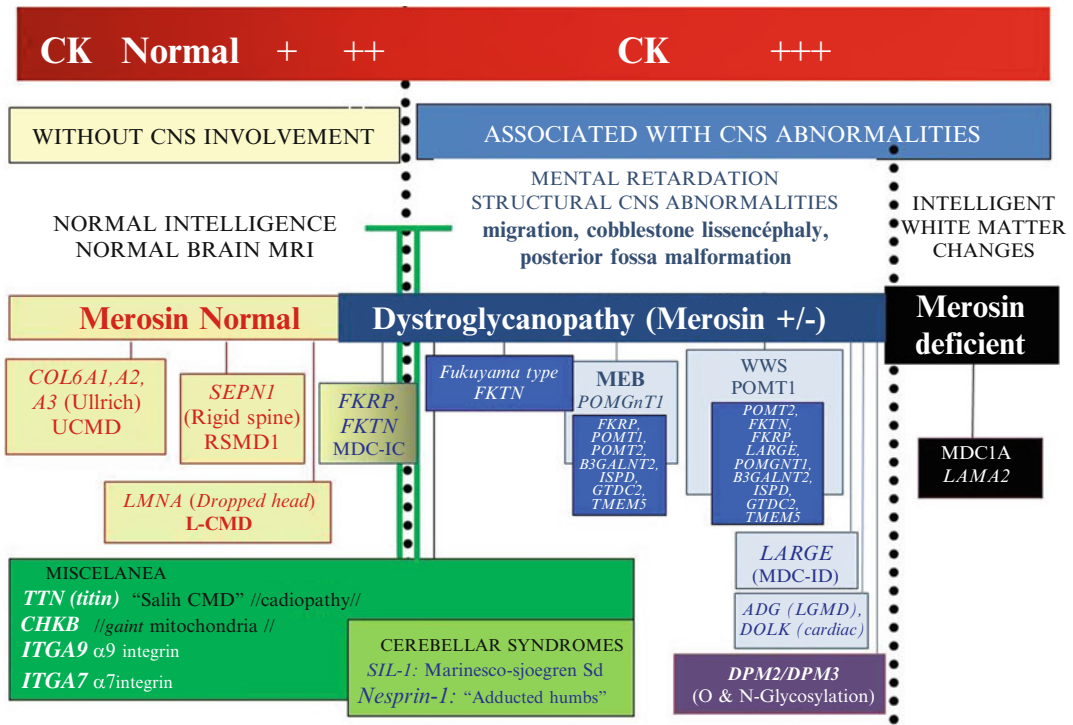 CK Normal + ++ CK +++
WITHOUT CNS INVOLVEMENT
ASSOCIATED WITH CNS ABNORMALITIES
NORMAL INTELLIGENCE
NORMAL BRAIN MRI
MENTAL RETARDATION
STRUCTURAL CNS ABNORMALITIES
migration, cobblestone lissencéphaly,
posterior fossa malformation
INTELLIGENT
WHITE MATTER
CHANGES
Merosin Normal
Dystroglycanopathy (Merosin +/-)
Merosin
deficient
COL6A1,A2,
A3 (Ullrich)
UCMD
SEPN1
(Rigid spine)
RSMD1
LMNA (Dropped head)
L-CMD
FKRP,
FKTN
MDC-IC
Fukuyama type
FKTN
MEB
POMGnT1
FKRP,
POMT1,
POMT2,
B3GALNT2,
ISPD,
GTDC2,
TMEM5
WWS
POMT1
POMT2,
FKTN,
FKRP,
LARGE,
POMGNT1,
B3GALNT2,
ISPD,
GTDC2,
TMEM5
LARGE
(MDC-ID)
ADG (LGMD),
DOLK (cardiac)
DPM2/DPM3
(O & N-Glycosylation)
MDC1A
LAMA2
MISCELANEA
TTN (titin) “Salih CMD” //cadiopathy//
CHKB //gaint mitochondria //
ITGA9 α9 integrin
ITGA7 α7integrin
CEREBELLAR SYNDROMES
SIL-1: Marinesco-sjoegren Sd
Nesprin-1: “Adducted humbs”